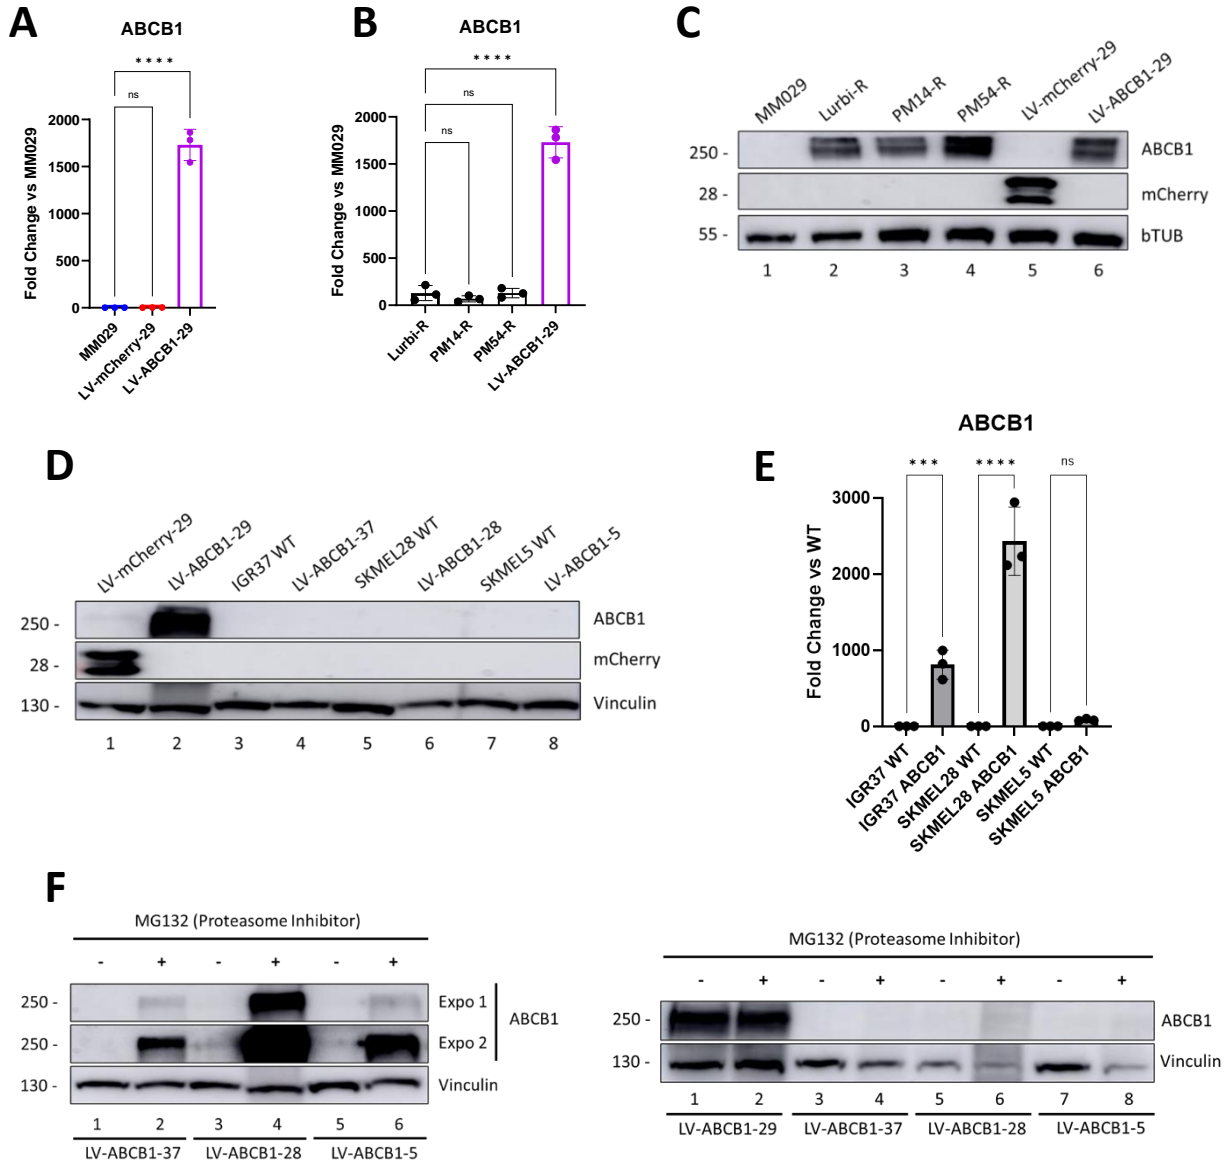 A
ABCB1
****
ns
Fold Change vs MM029
2000
1500
1000
500
0
MM029
LV-mCherry-29
LV-ABCB1-29
B
ABCB1
****
ns
ns
Fold Change vs MM029
2000
1500
1000
500
0
Lurbi-R
PM14-R
PM54-R
LV-ABCB1-29
C
MM029
Lurbi-R
PM14-R
PM54-R
LV-mCherry-29
LV-ABCB1-29
250 - ABCB1
28 - mCherry
55 - bTUB
1 2 3 4 5 6
D
LV-mCherry-29
LV-ABCB1-29
IGR37 WT
LV-ABCB1-37
SKMEL28 WT
LV-ABCB1-28
SKMEL5 WT
LV-ABCB1-5
250 - ABCB1
28 - mCherry
130 - Vinculin
1 2 3 4 5 6 7 8
E
ABCB1
*** **** ns
Fold Change vs WT
3000
2000
1000
0
IGR37 WT
IGR37 ABCB1
SKMEL28 WT
SKMEL28 ABCB1
SKMEL5 WT
SKMEL5 ABCB1
F
MG132 (Proteasome Inhibitor)
- + - + - +
250 - Expo 1
ABCB1
250 - Expo 2
130 - Vinculin
1 2 3 4 5 6
LV-ABCB1-37 LV-ABCB1-28 LV-ABCB1-5
MG132 (Proteasome Inhibitor)
- + - + - + - +
250 - ABCB1
130 - Vinculin
1 2 3 4 5 6 7 8
LV-ABCB1-29 LV-ABCB1-37 LV-ABCB1-28 LV-ABCB1-5